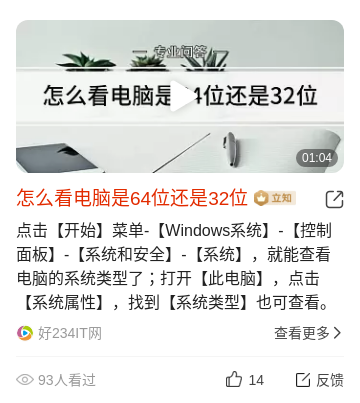 专业问答
怎么看电脑是64位还是32位
01:04
怎么看电脑是64位还是32位 立知
点击【开始】菜单-【Windows系统】-【控制
面板】-【系统和安全】-【系统】，就能查看
电脑的系统类型了；打开【此电脑】，点击
【系统属性】，找到【系统类型】也可查看。
好234IT网 查看更多
93人看过 14 反馈